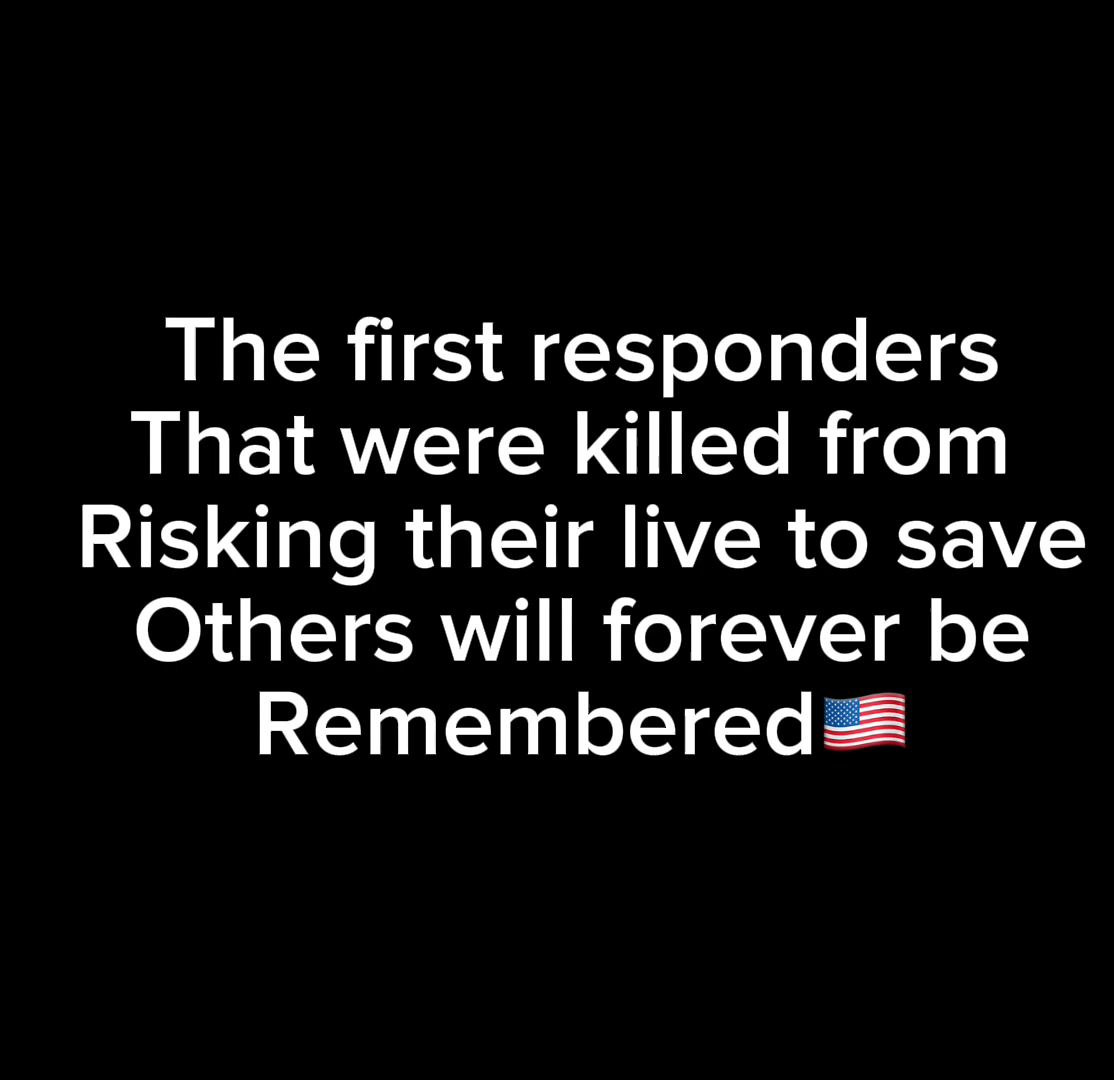 The first responders
That were killed from
Risking their live to save
Others will forever be
Remembered🇺🇸